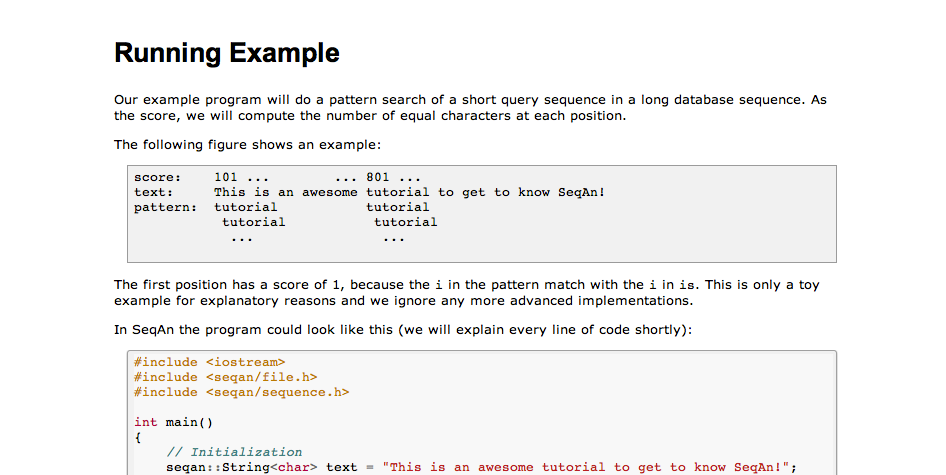 Running Example
Our example program will do a pattern search of a short query sequence in a long database sequence. As
the score, we will compute the number of equal characters at each position.
The following figure shows an example:
score:    101 ...        ... 801 ...
text:     This is an awesome tutorial to get to know SeqAn!
pattern:  tutorial           tutorial
           tutorial           tutorial
            ...                ...
The first position has a score of 1, because the i in the pattern match with the i in is. This is only a toy
example for explanatory reasons and we ignore any more advanced implementations.
In SeqAn the program could look like this (we will explain every line of code shortly):
#include <iostream>
#include <seqan/file.h>
#include <seqan/sequence.h>
int main()
{
    // Initialization
    seqan::String<char> text = "This is an awesome tutorial to get to know SeqAn!";